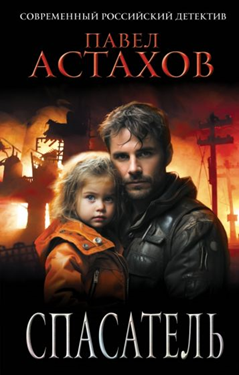 СОВРЕМЕННЫЙ РОССИЙСКИЙ ДЕТЕКТИВ
ПАВЕЛ
АСТАХОВ
СПАСАТЕЛЬ